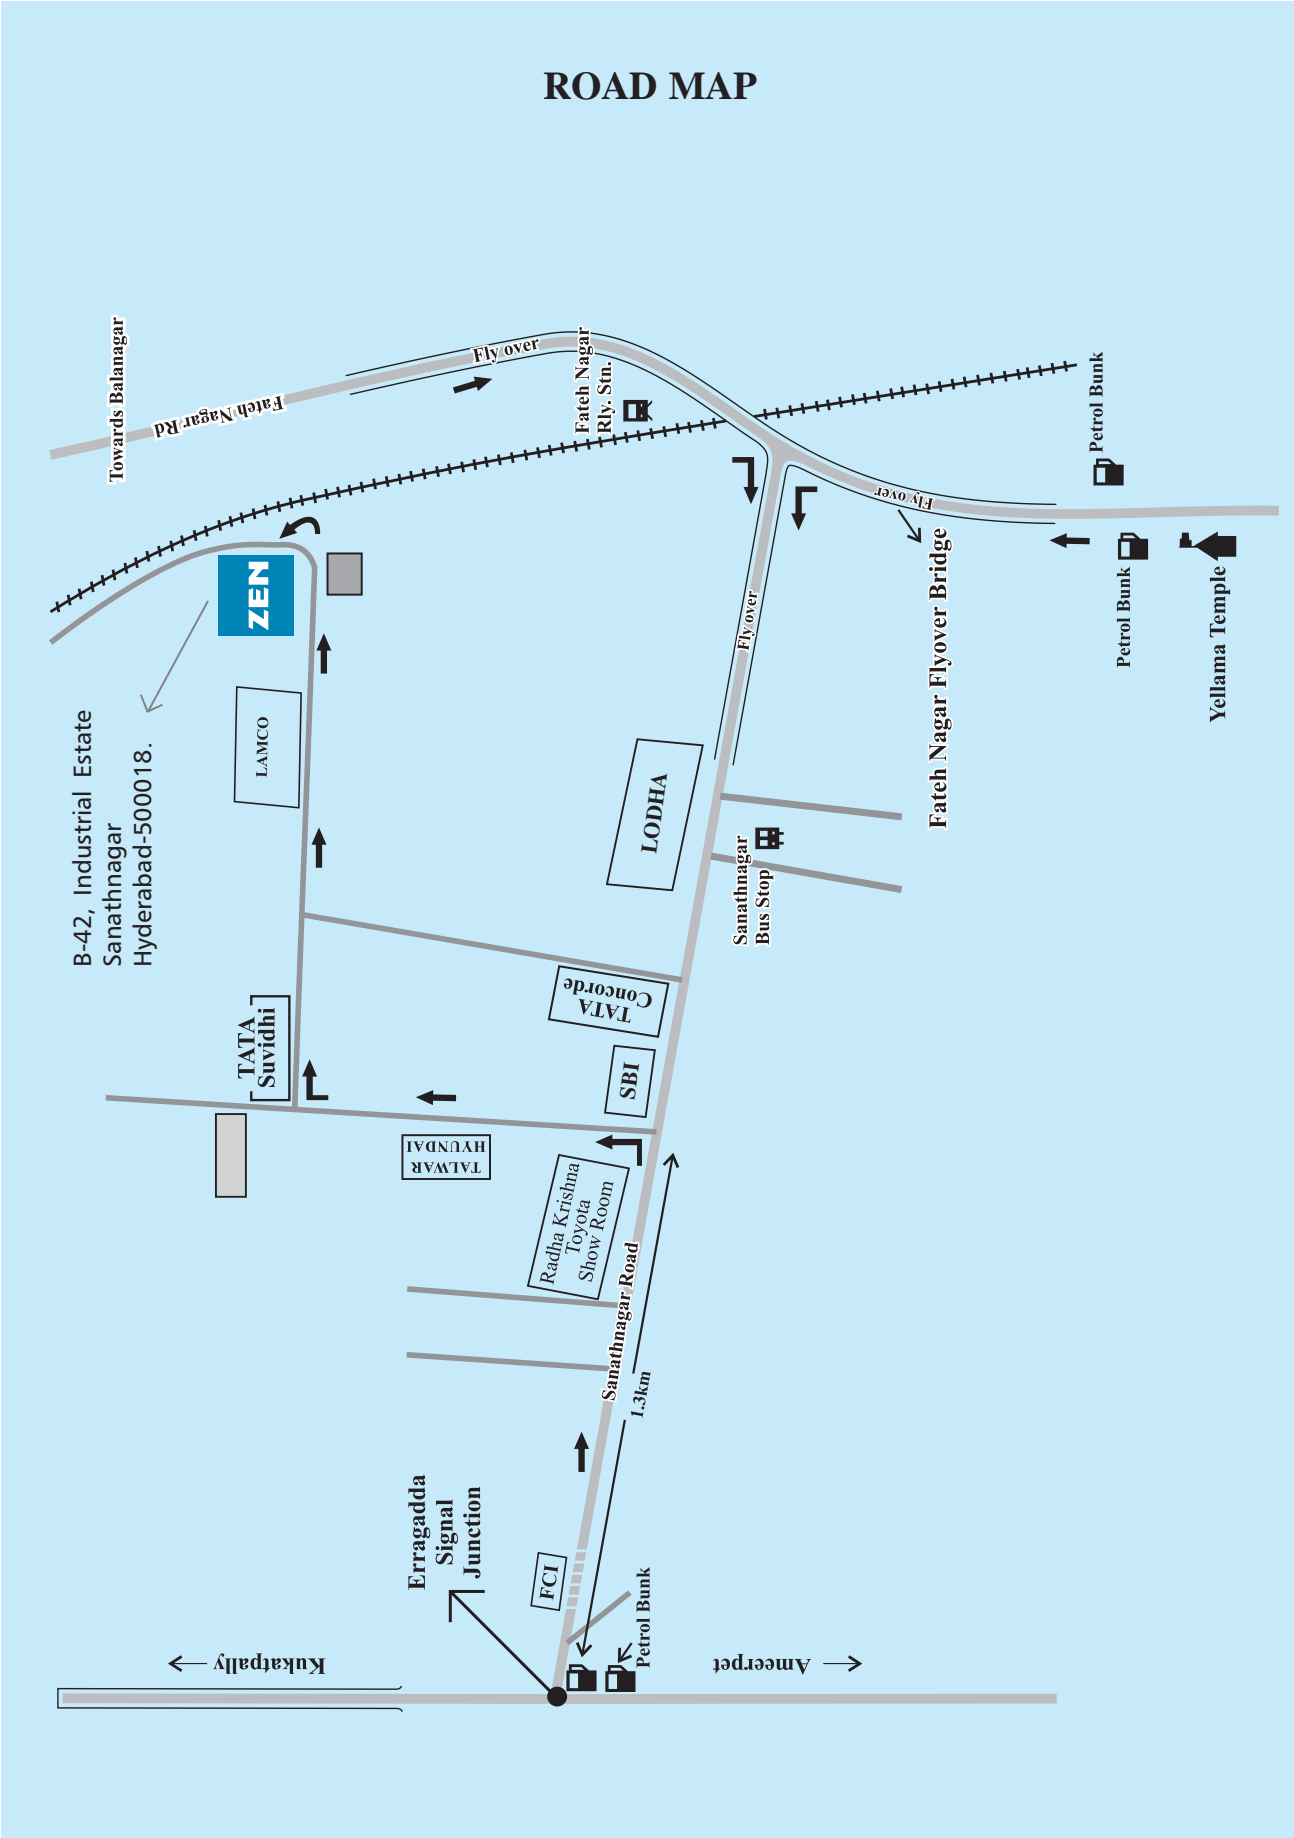 ROAD MAP
Towards Balanagar
Fateh Nagar Rd
Fly over
Fateh Nagar
Rly. Stn.
Petrol Bunk
Fly over
ZEN
Petrol Bunk
Yellama Temple
Fateh Nagar Flyover Bridge
Fly over
B-42, Industrial Estate
Sanathnagar
Hyderabad-5000018.
LAMCO
LODHA
Sanathnagar
Bus Stop
TATA
Suvidhi
TATA
Concorde
SBI
TALWAR
HYUNDAI
Radha Krishna
Toyota
Show Room
Sanathnagar Road
1.3km
Erragadda
Signal
Junction
FCI
Petrol Bunk
Kukatpally
Ameerpet